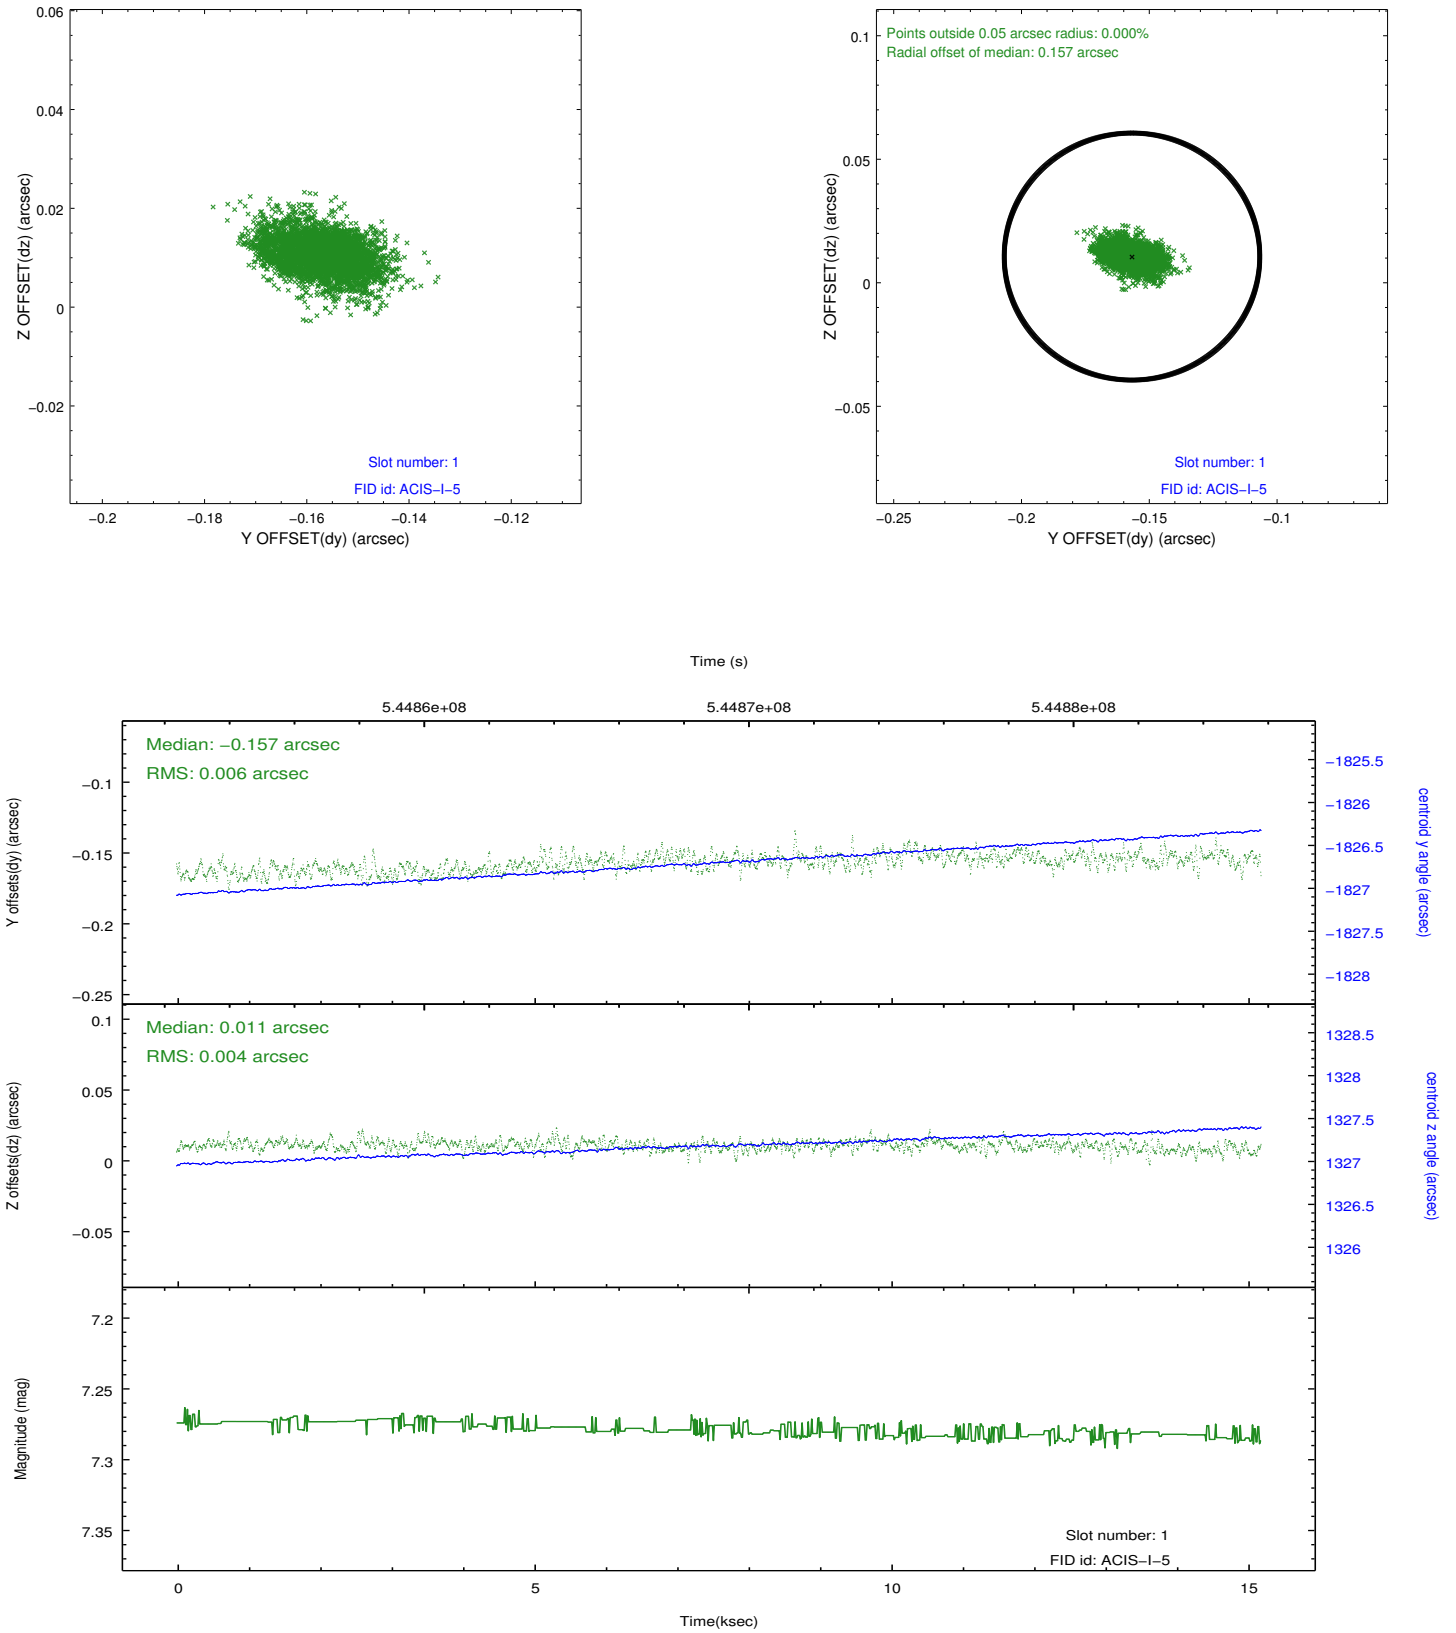 0.06
0.04
0.02
0
−0.02
Z OFFSET(dz) (arcsec)
Slot number: 1
FID id: ACIS−I−5
−0.2
−0.18
−0.16
−0.14
−0.12
Y OFFSET(dy) (arcsec)
Points outside 0.05 arcsec radius: 0.000%
Radial offset of median: 0.157 arcsec
0.1
0.05
0
−0.05
Z OFFSET(dz) (arcsec)
Slot number: 1
FID id: ACIS−I−5
−0.25
−0.2
−0.15
−0.1
Y OFFSET(dy) (arcsec)
Time (s)
5.4486e+08
5.4487e+08
5.4488e+08
Median: −0.157 arcsec
RMS: 0.006 arcsec
−0.1
−0.15
−0.2
−0.25
Y offsets(dy) (arcsec)
−1825.5
−1826
−1826.5
−1827
−1827.5
−1828
centroid y angle (arcsec)
Median: 0.011 arcsec
RMS: 0.004 arcsec
0.1
0.05
0
−0.05
Z offsets(dz) (arcsec)
1328.5
1328
1327.5
1327
1326.5
1326
centroid z angle (arcsec)
7.2
7.25
7.3
7.35
Magnitude (mag)
Slot number: 1
FID id: ACIS−I−5
0
5
10
15
Time(ksec)